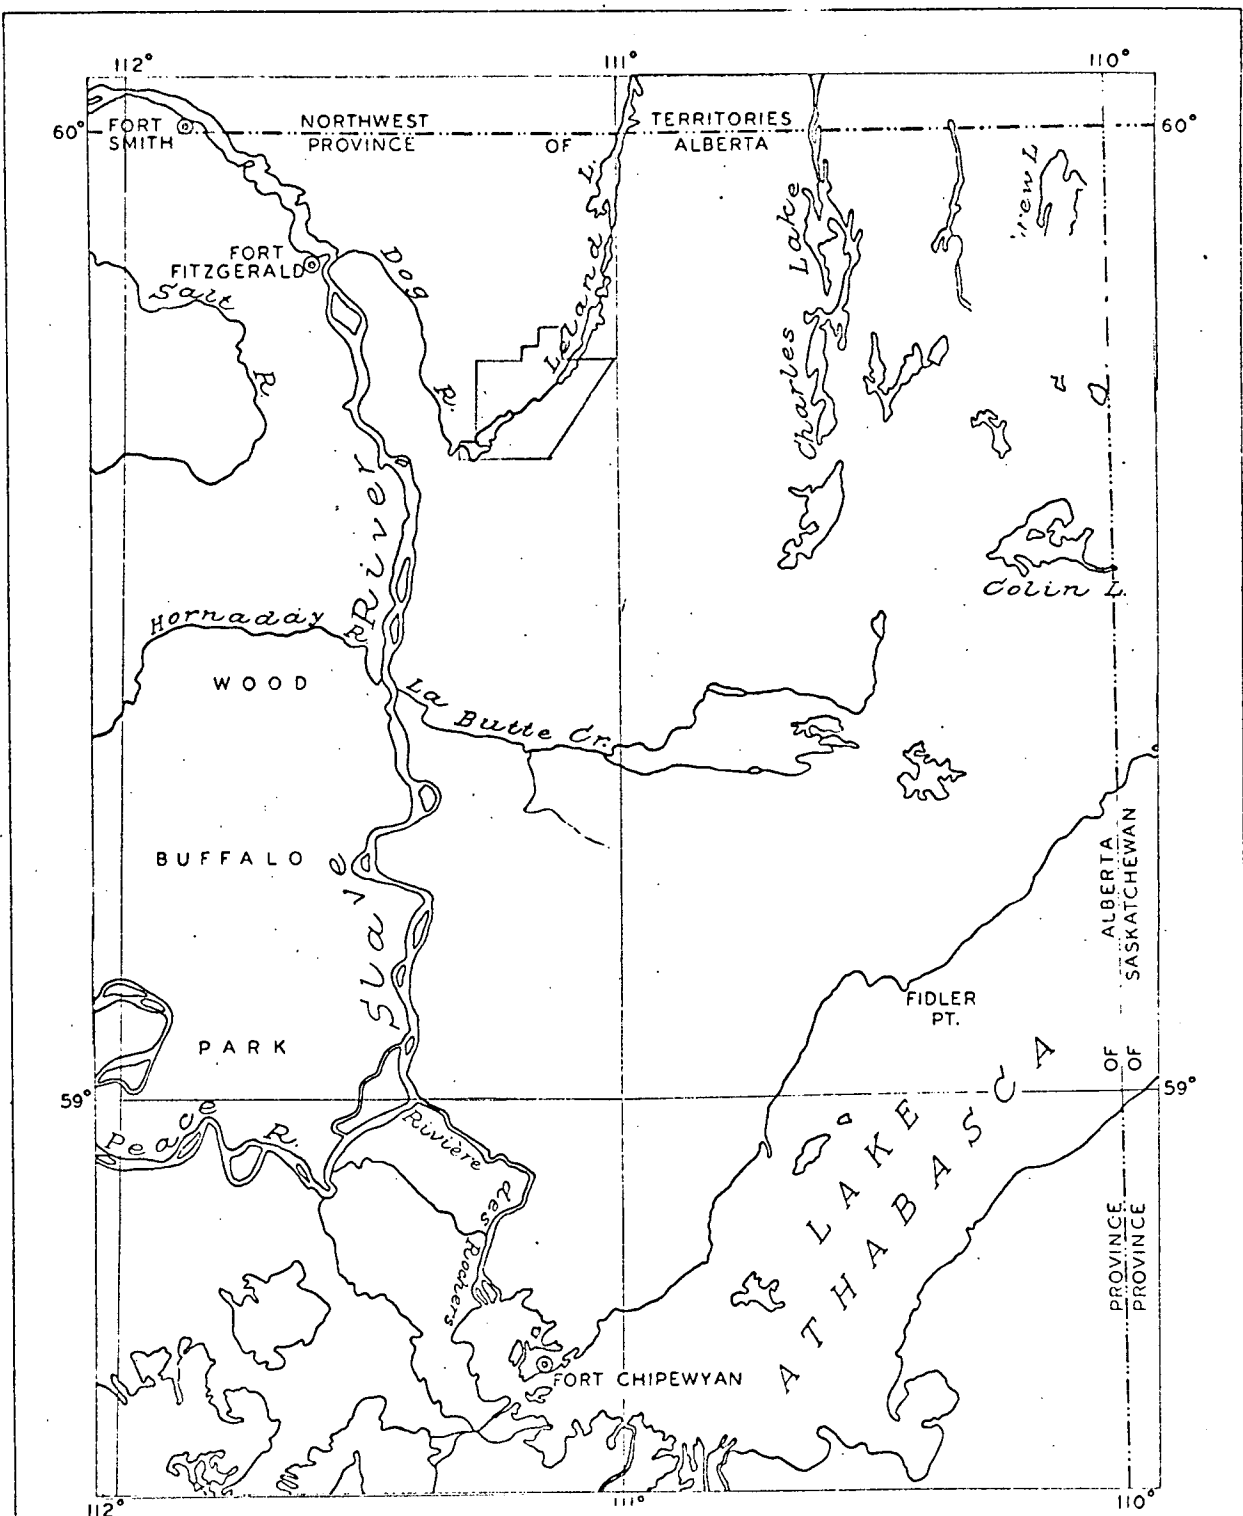 112°
111°
110°
60°
FORT
SMITH
NORTHWEST
TERRITORIES
PROVINCE
OF
ALBERTA
60°
FORT
FITZGERALD
Salt
R.
Dog
R.
Leland L.
Charles Lake
Colin L.
Hornaday
R.
River
WOOD
La
Butte Cr.
BUFFALO
Slave
PARK
FIDLER
PT.
ALBERTA
SASKATCHEWAN
OF
OF
59°
59°
Peace
R.
Rivière
des
Rochers
LAKE
ATHABASCA
PROVINCE
PROVINCE
FORT CHIPEWYAN
112°
111°
110°